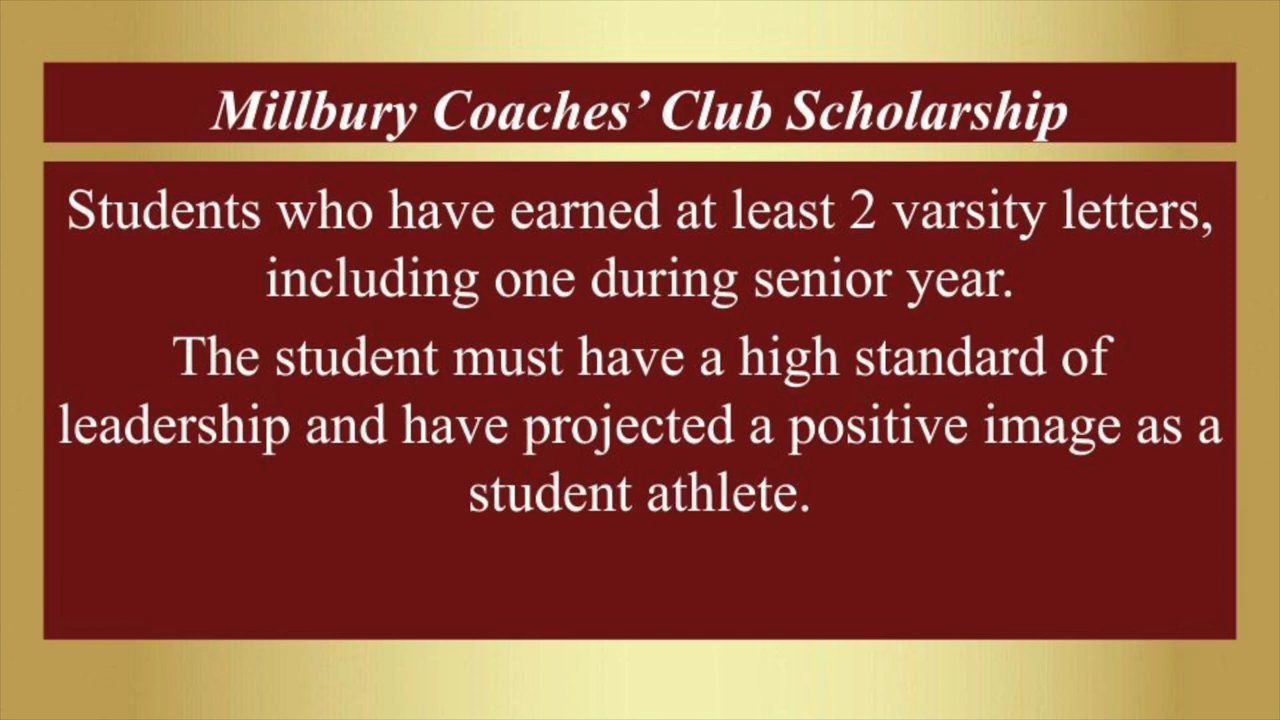 Millbury Coaches’ Club Scholarship
Students who have earned at least 2 varsity letters,
including one during senior year.
The student must have a high standard of
leadership and have projected a positive image as a
student athlete.